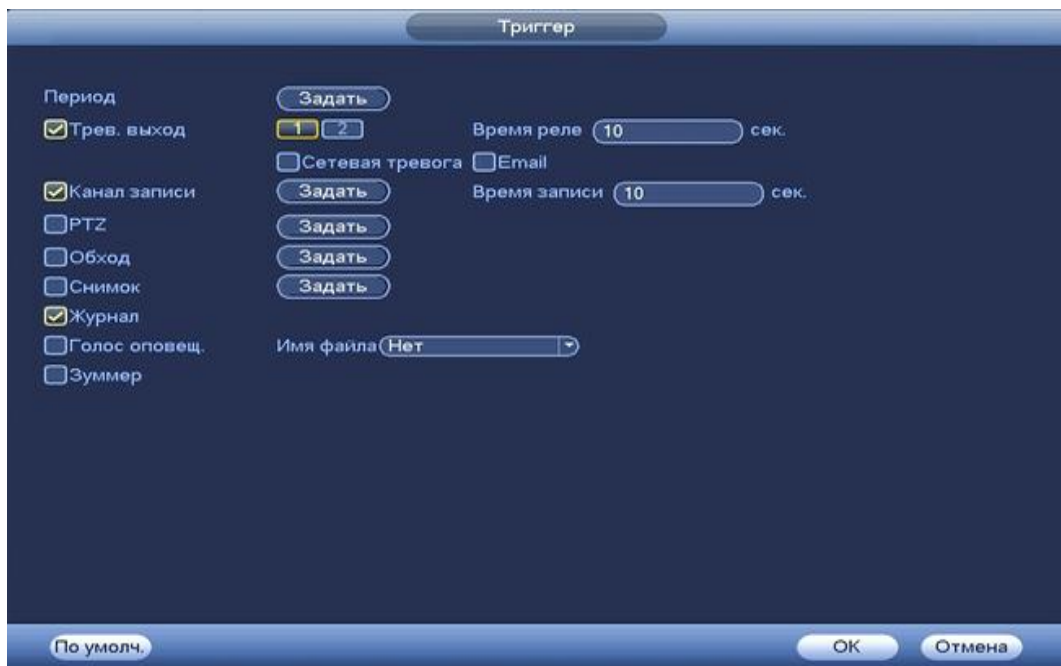 Триггер
Период Задать
Трев. выход 1 2 Время реле 10 сек.
Сетевая тревога Email
Канал записи Задать Время записи 10 сек.
PTZ Задать
Обход Задать
Снимок Задать
Журнал
Голос оповещ. Имя файла Нет
Зуммер
По умолч. OK Отмена